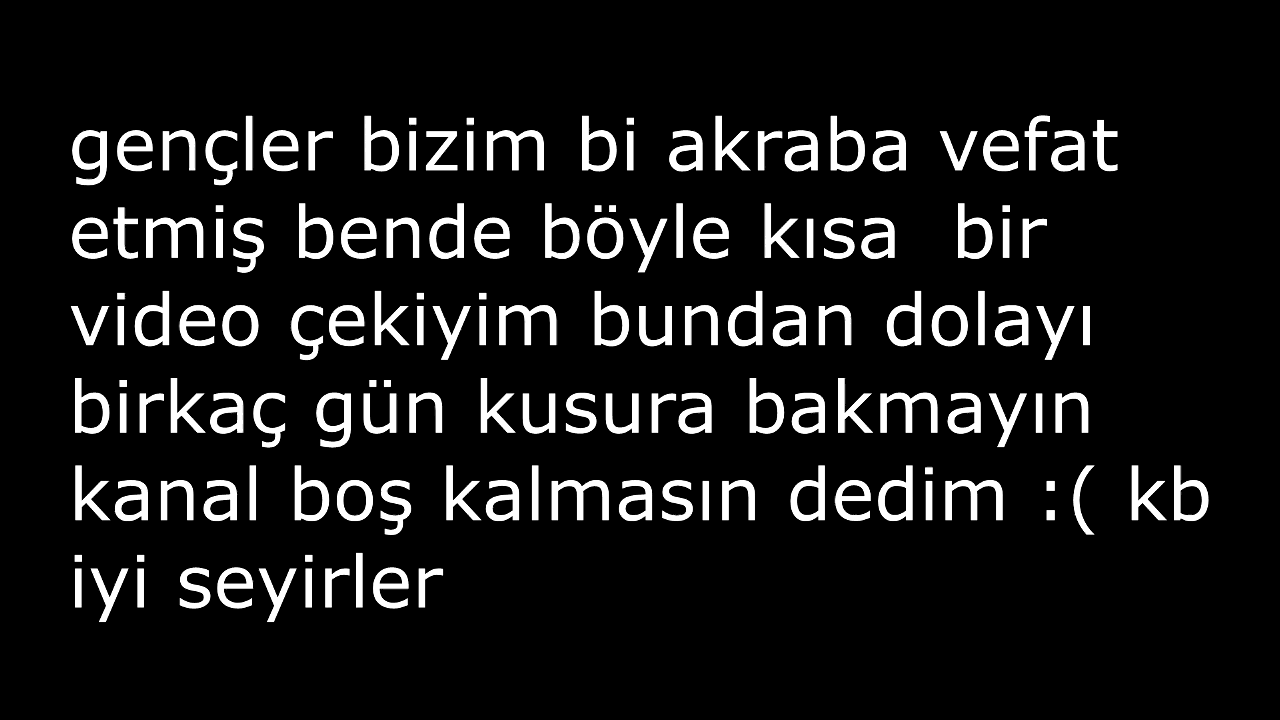 gençler bizim bi akraba vefat
etmiş bende böyle kısa  bir
video çekiyim bundan dolayı
birkaç gün kusura bakmayın
kanal boş kalmasın dedim :( kb
iyi seyirler